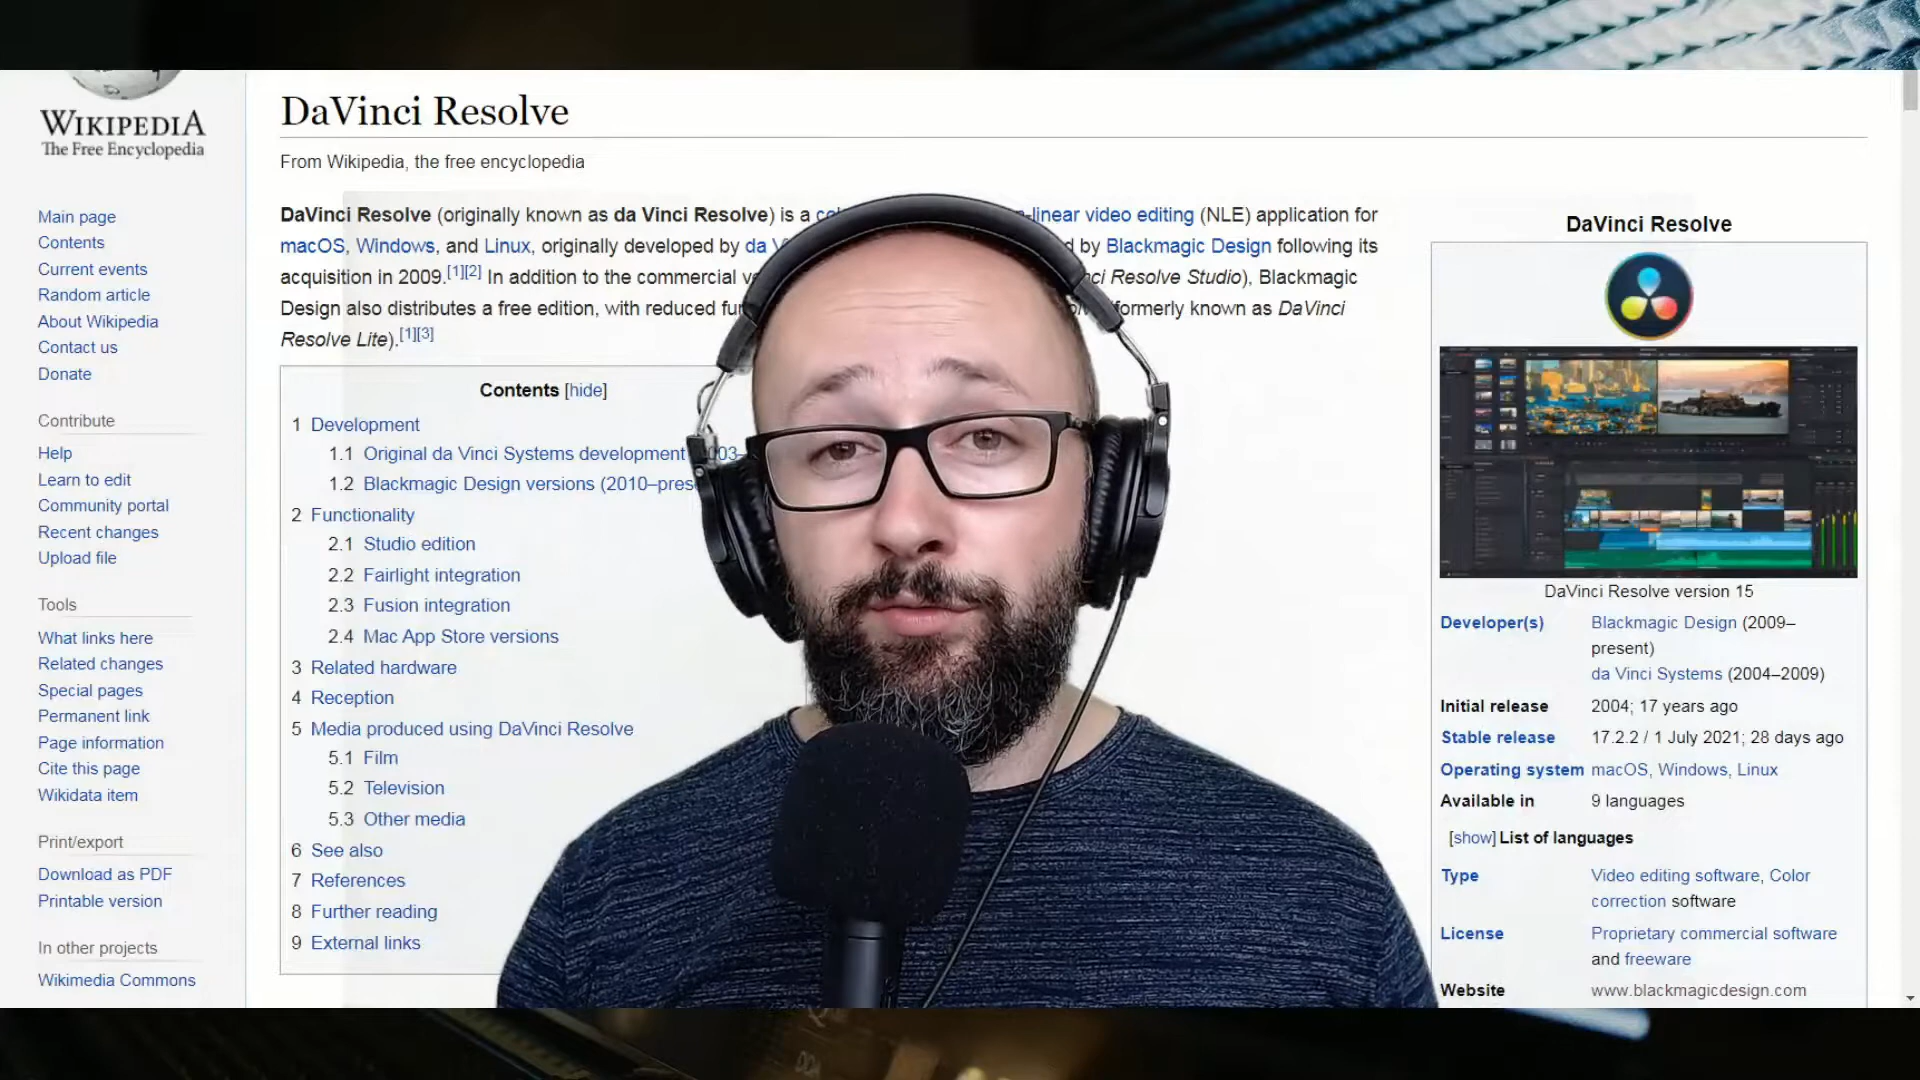 WIKIPEDIA
The Free Encyclopedia
Main page
Contents
Current events
Random article
About Wikipedia
Contact us
Donate
Contribute
Help
Learn to edit
Community portal
Recent changes
Upload file
Tools
What links here
Related changes
Special pages
Permanent link
Page information
Cite this page
Wikidata item
Print/export
Download as PDF
Printable version
In other projects
Wikimedia Commons
DaVinci Resolve
From Wikipedia, the free encyclopedia
DaVinci Resolve (originally known as da Vinci Resolve) is a linear video editing (NLE) application for
macOS, Windows, and Linux, originally developed by da by Blackmagic Design following its
acquisition in 2009.[1][2] In addition to the commercial Resolve Studio), Blackmagic
Design also distributes a free edition, with reduced formerly known as DaVinci
Resolve Lite).[1][3]
Contents [hide]
1 Development
1.1 Original da Vinci Systems development
1.2 Blackmagic Design versions (2010–
2 Functionality
2.1 Studio edition
2.2 Fairlight integration
2.3 Fusion integration
2.4 Mac App Store versions
3 Related hardware
4 Reception
5 Media produced using DaVinci Resolve
5.1 Film
5.2 Television
5.3 Other media
6 See also
7 References
8 Further reading
9 External links
DaVinci Resolve
DaVinci Resolve version 15
Developer(s) Blackmagic Design (2009–
present)
da Vinci Systems (2004–2009)
Initial release 2004; 17 years ago
Stable release 17.2.2 / 1 July 2021; 28 days ago
Operating system macOS, Windows, Linux
Available in 9 languages
[show] List of languages
Type Video editing software, Color
correction software
License Proprietary commercial software
and freeware
Website www.blackmagicdesign.com